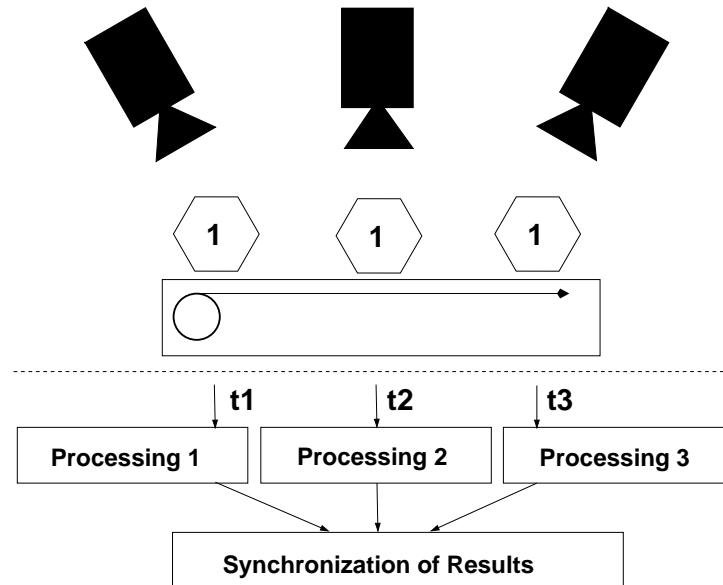 1 1 1
t1 t2 t3
Processing 1 Processing 2 Processing 3
Synchronization of Results